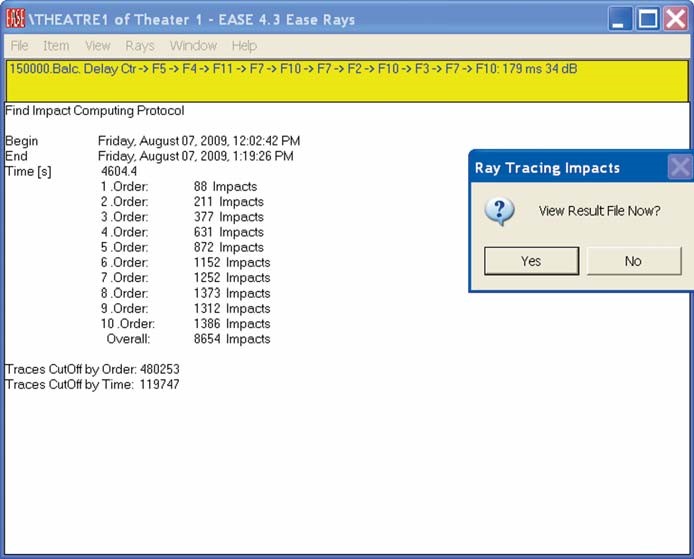 EASE \THEATRE1 of Theater 1 - EASE 4.3 Ease Rays
File Item View Rays Window Help
150000.Balc. Delay Ctr -> F5 -> F4 -> F11 -> F7 -> F10 -> F7 -> F2 -> F10 -> F3 -> F7 -> F10: 179 ms 34 dB
Find Impact Computing Protocol
Begin Friday, August 07, 2009, 12:02:42 PM
End Friday, August 07, 2009, 1:19:26 PM
Time [s] 4604.4
1 .Order: 88 Impacts
2 .Order: 211 Impacts
3 .Order: 377 Impacts
4 .Order: 631 Impacts
5 .Order: 872 Impacts
6 .Order: 1152 Impacts
7 .Order: 1252 Impacts
8 .Order: 1373 Impacts
9 .Order: 1312 Impacts
10 .Order: 1386 Impacts
Overall: 8654 Impacts
Traces CutOff by Order: 480253
Traces CutOff by Time: 119747
Ray Tracing Impacts
View Result File Now?
Yes No